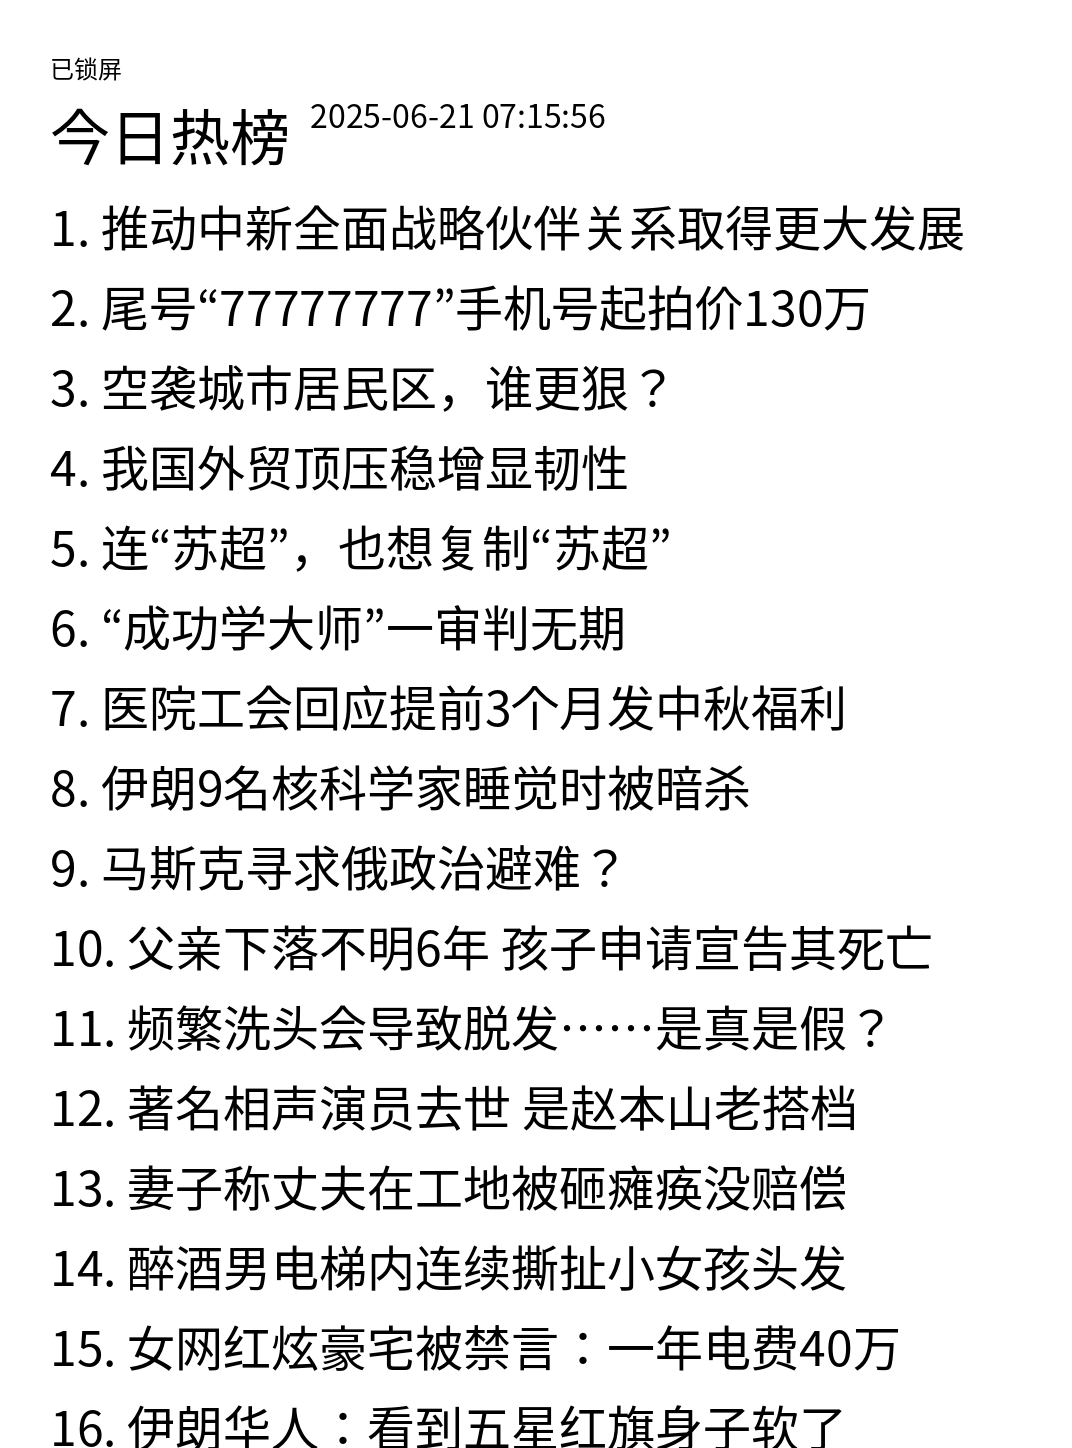 已锁屏
今日热榜 2025-06-21 07:15:56
1. 推动中新全面战略伙伴关系取得更大发展
2. 尾号“77777777”手机号起拍价130万
3. 空袭城市居民区，谁更狠？
4. 我国外贸顶压稳增显韧性
5. 连“苏超”，也想复制“苏超”
6. “成功学大师”一审判无期
7. 医院工会回应提前3个月发中秋福利
8. 伊朗9名核科学家睡觉时被暗杀
9. 马斯克寻求俄政治避难？
10. 父亲下落不明6年 孩子申请宣告其死亡
11. 频繁洗头会导致脱发……是真是假？
12. 著名相声演员去世 是赵本山老搭档
13. 妻子称丈夫在工地被砸瘫痪没赔偿
14. 醉酒男电梯内连续撕扯小女孩头发
15. 女网红炫豪宅被禁言：一年电费40万
16. 伊朗华人：看到五星红旗身子软了